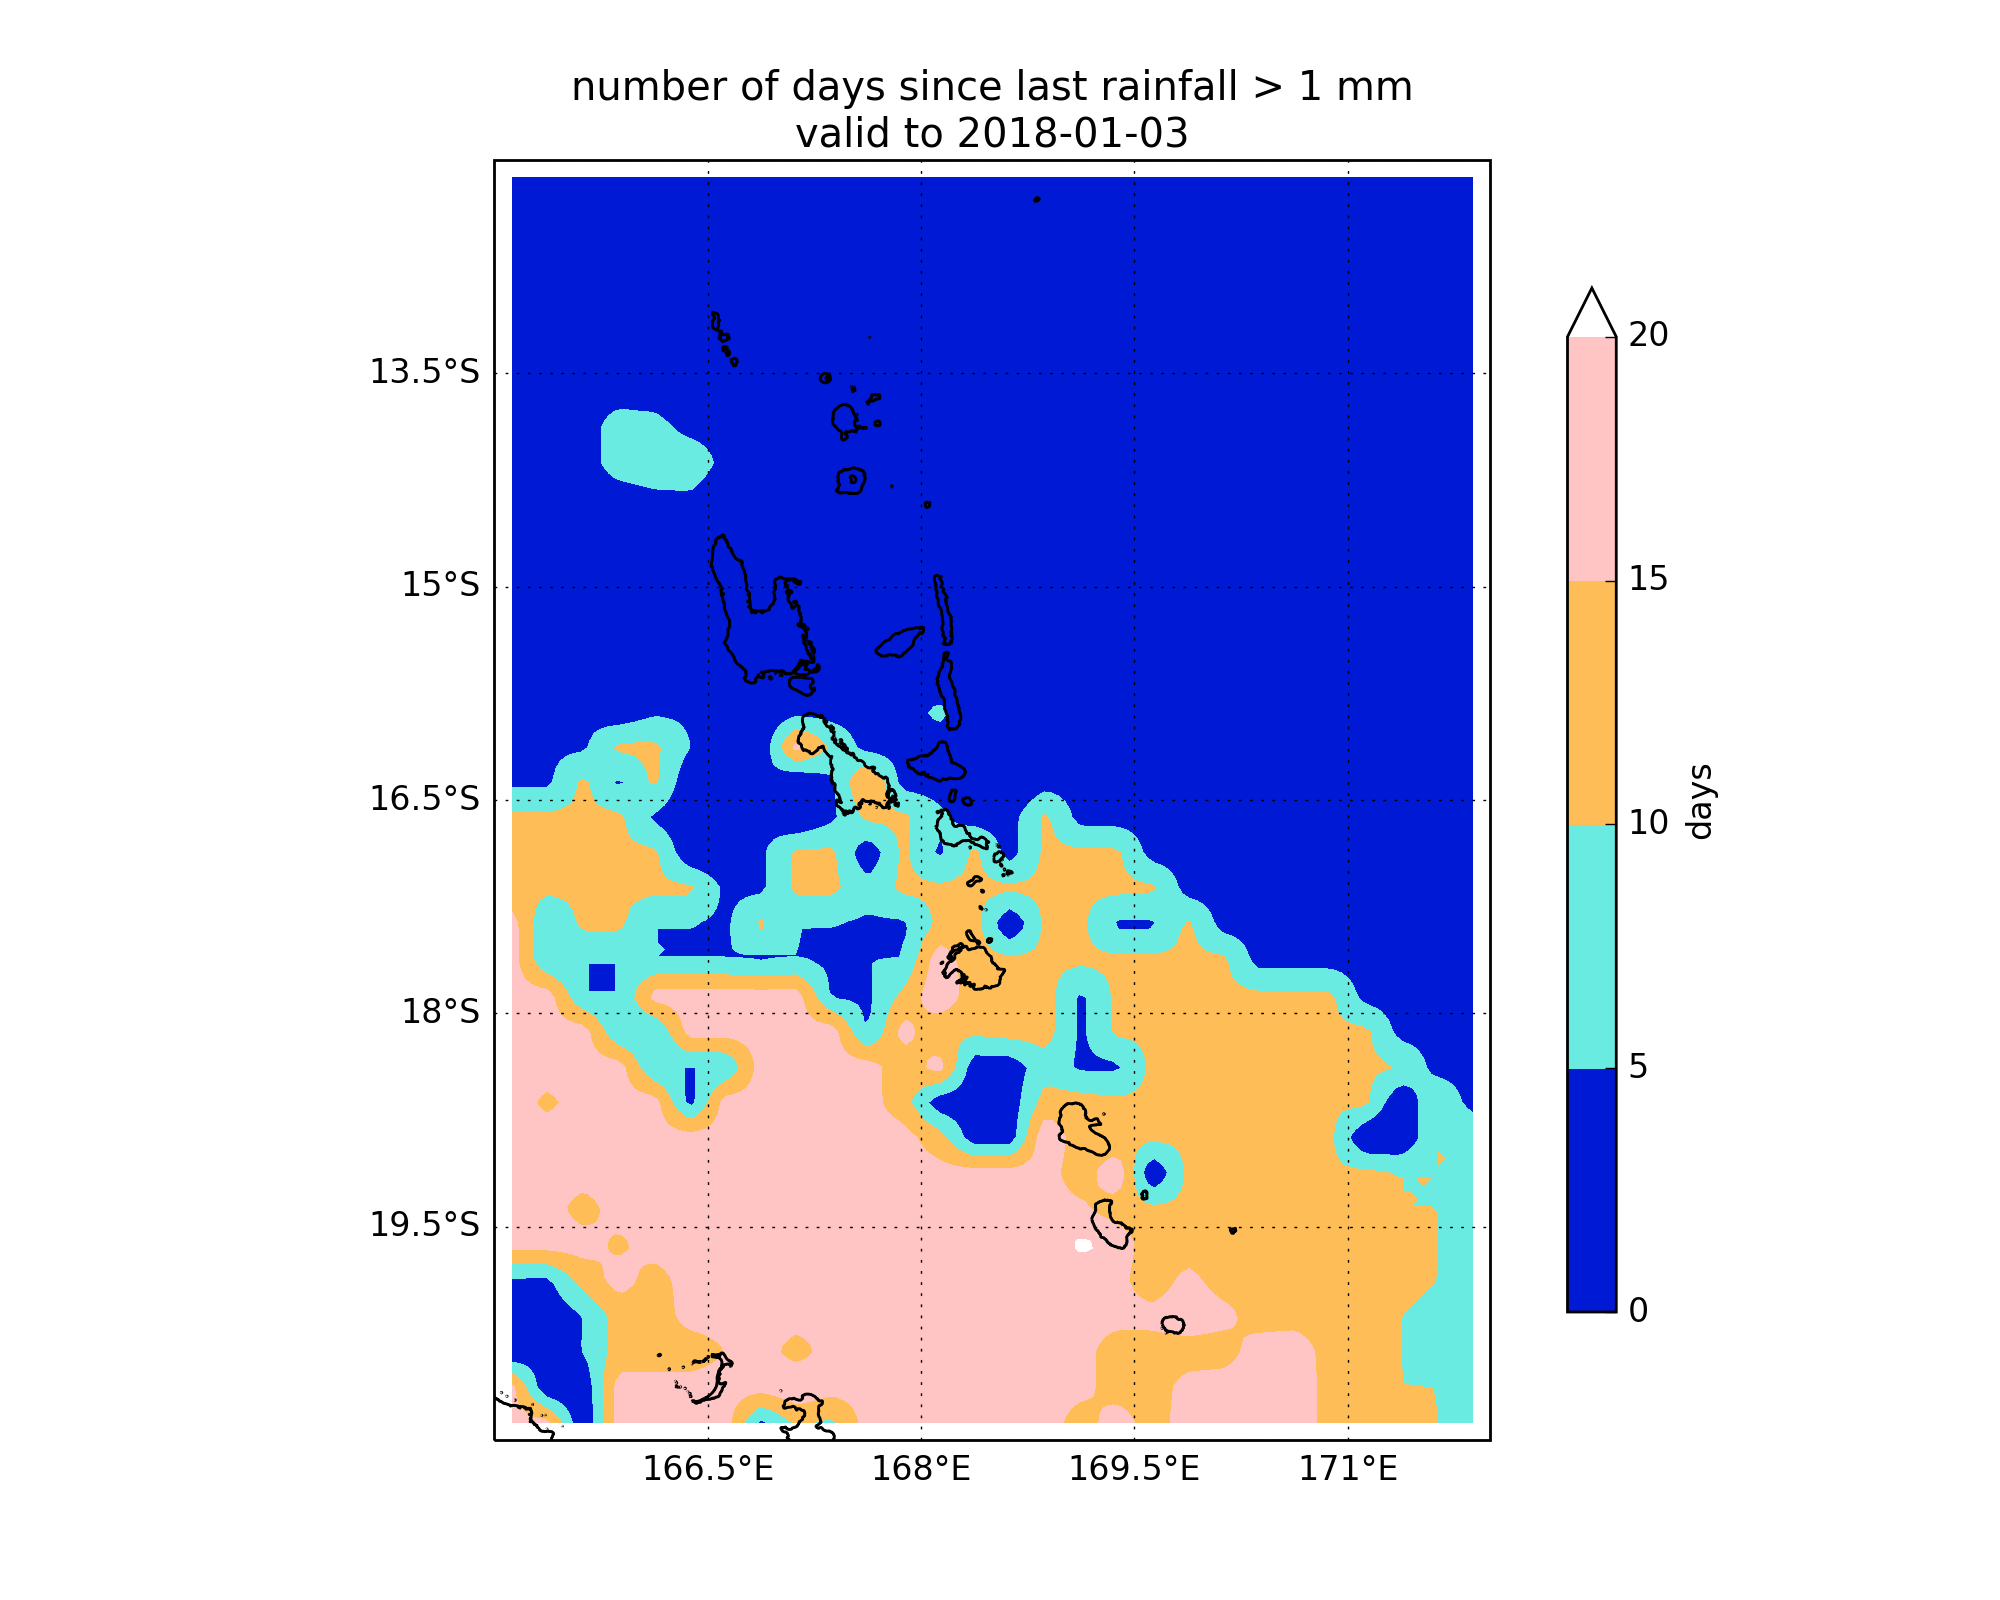 number of days since last rainfall > 1 mm
valid to 2018-01-03
13.5°S
15°S
16.5°S
18°S
19.5°S
166.5°E
168°E
169.5°E
171°E
20
15
10
5
0
days